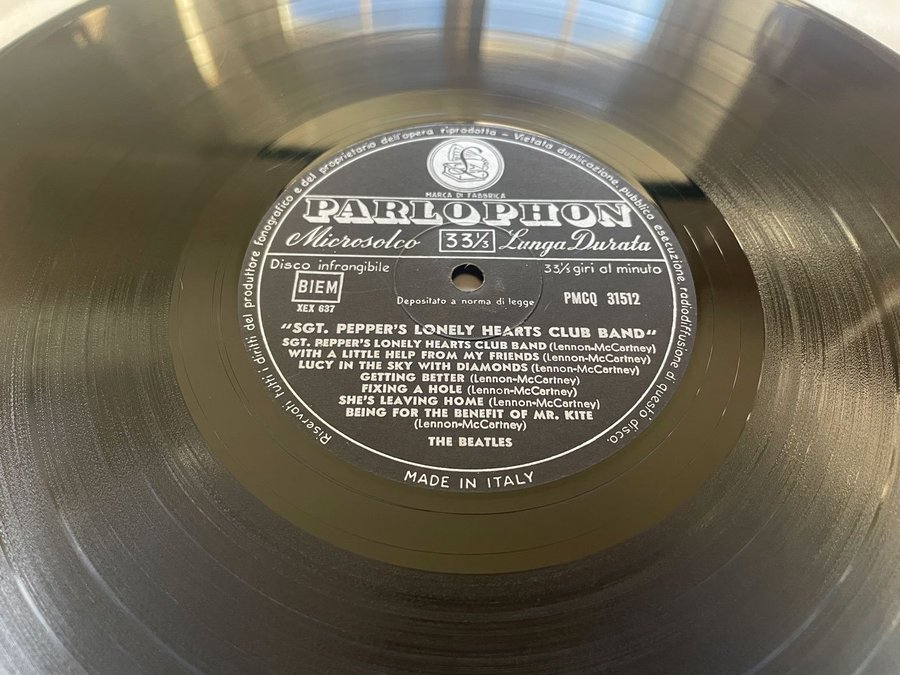 Riservati tutti i diritti del produttore fonografico e del proprietario dell'opera riprodotta - Vietata duplicazione, pubblica esecuzione, radiodiffusione di questo disco.
£
MARCA DI FABBRICA
PARLOPHON
Microsolco 33⅓ Lunga Durata
Disco infrangibile 33⅓ giri al minuto
BIEM
XEX 637
Depositato a norma di legge
PMCQ 31512
"SGT. PEPPER'S LONELY HEARTS CLUB BAND"
SGT. PEPPER'S LONELY HEARTS CLUB BAND (Lennon-McCartney)
WITH A LITTLE HELP FROM MY FRIENDS (Lennon-McCartney)
LUCY IN THE SKY WITH DIAMONDS (Lennon-McCartney)
GETTING BETTER (Lennon-McCartney)
FIXING A HOLE (Lennon-McCartney)
SHE'S LEAVING HOME (Lennon-McCartney)
BEING FOR THE BENEFIT OF MR. KITE
(Lennon-McCartney)
THE BEATLES
MADE IN ITALY